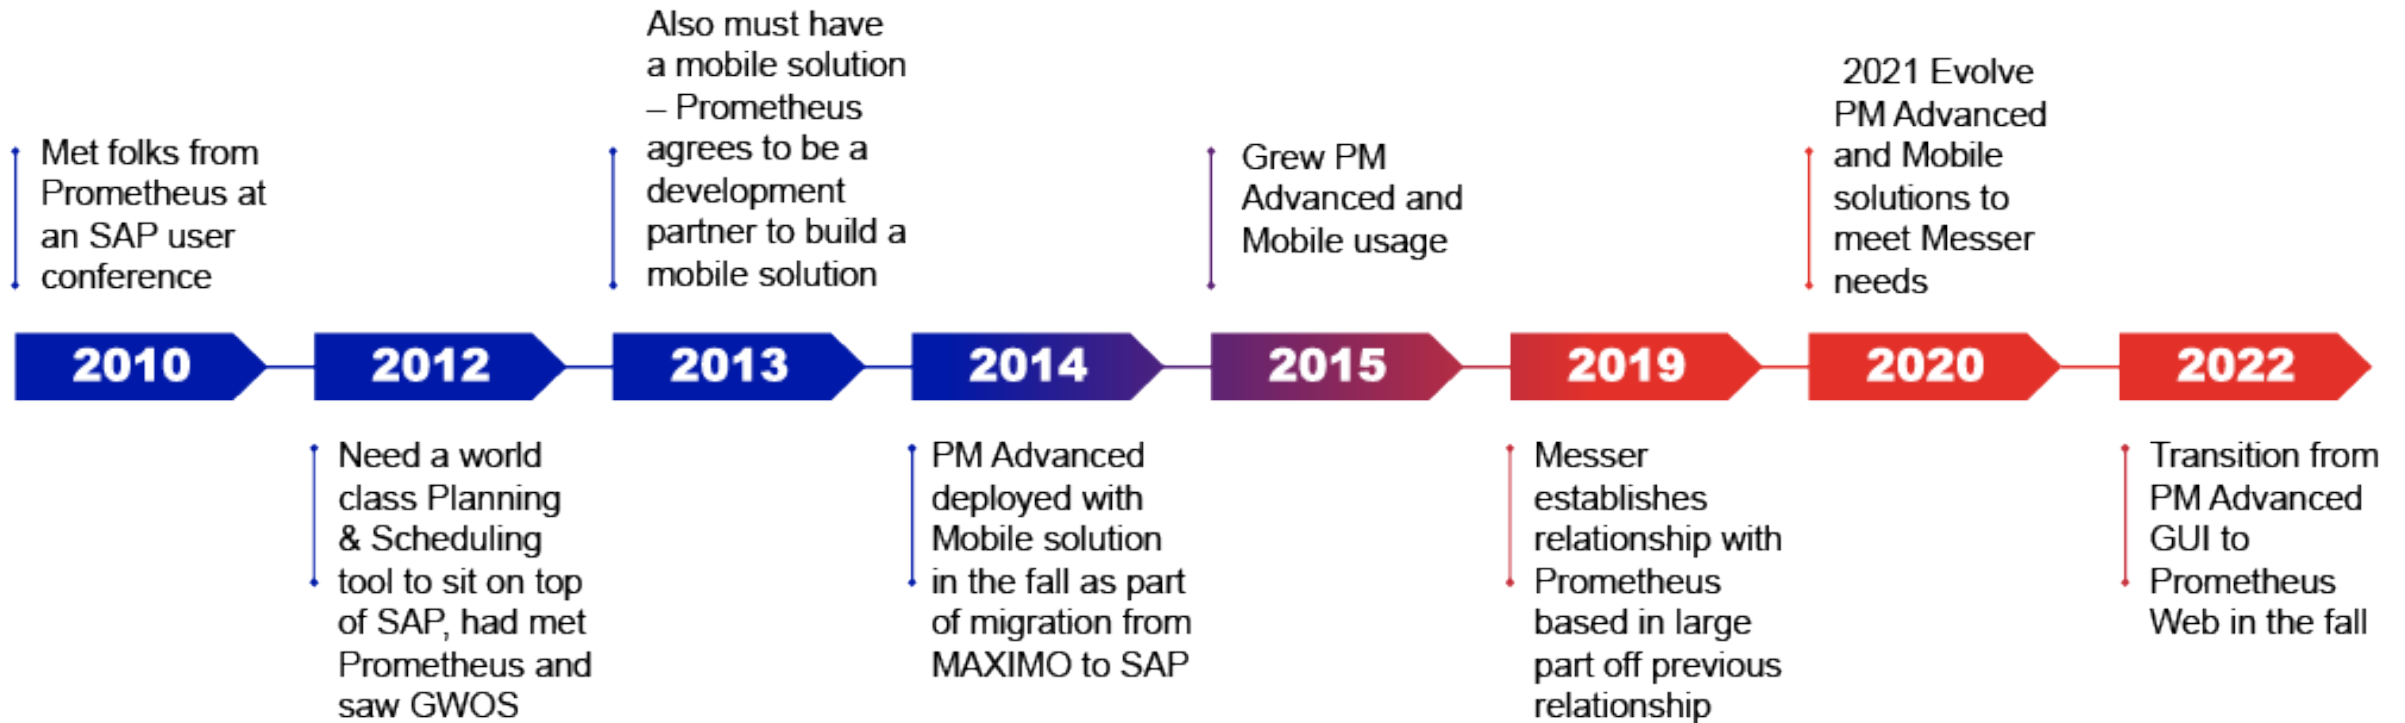 Met folks from
Prometheus at
an SAP user
conference
2010
2012
Need a world
class Planning
& Scheduling
tool to sit on top
of SAP, had met
Prometheus and
saw GWOS
Also must have
a mobile solution
– Prometheus
agrees to be a
development
partner to build a
mobile solution
2013
2014
PM Advanced
deployed with
Mobile solution
in the fall as part
of migration from
MAXIMO to SAP
Grew PM
Advanced and
Mobile usage
2015
2019
Messer
establishes
relationship with
Prometheus
based in large
part off previous
relationship
2021 Evolve
PM Advanced
and Mobile
solutions to
meet Messer
needs
2020
2022
Transition from
PM Advanced
GUI to
Prometheus
Web in the fall